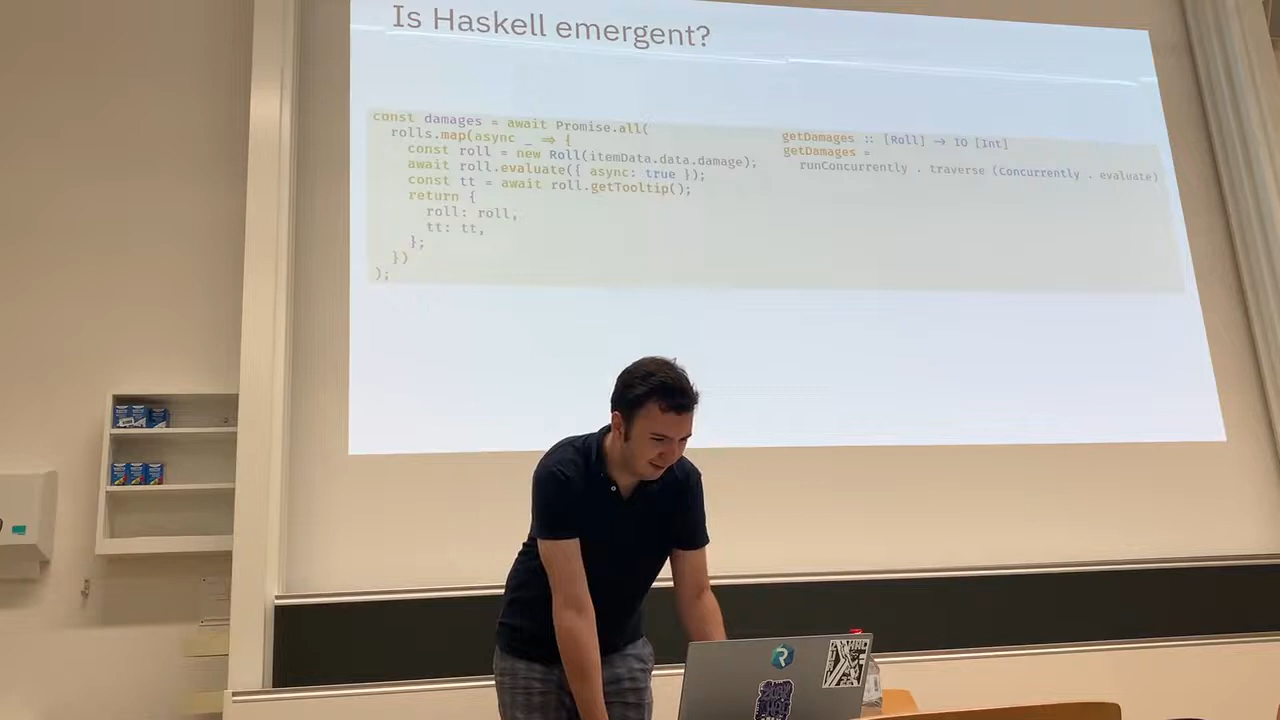 Is Haskell emergent?
const damages = await Promise.all(
rolls.map(async _ ⇒ {
const roll = new Roll(itemData.data.damage);
await roll.evaluate({ async: true });
const tt = await roll.getTooltip();
return {
roll: roll,
tt: tt,
};
})
);
getDamages :: [Roll] → IO [Int]
getDamages =
runConcurrently . traverse (Concurrently . evaluate)